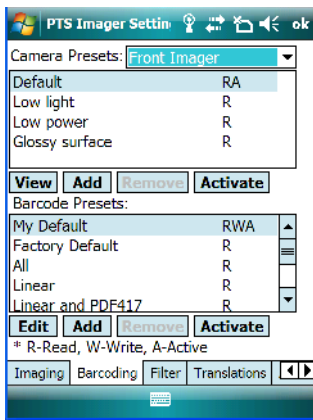 PTS Imager Settin ok
Camera Presets: Front Imager
Default RA
Low light R
Low power R
Glossy surface R
View Add Remove Activate
Barcode Presets:
My Default RWA
Factory Default R
All R
Linear R
Linear and PDF417 R
Edit Add Remove Activate
* R-Read, W-Write, A-Active
Imaging Barcoding Filter Translations